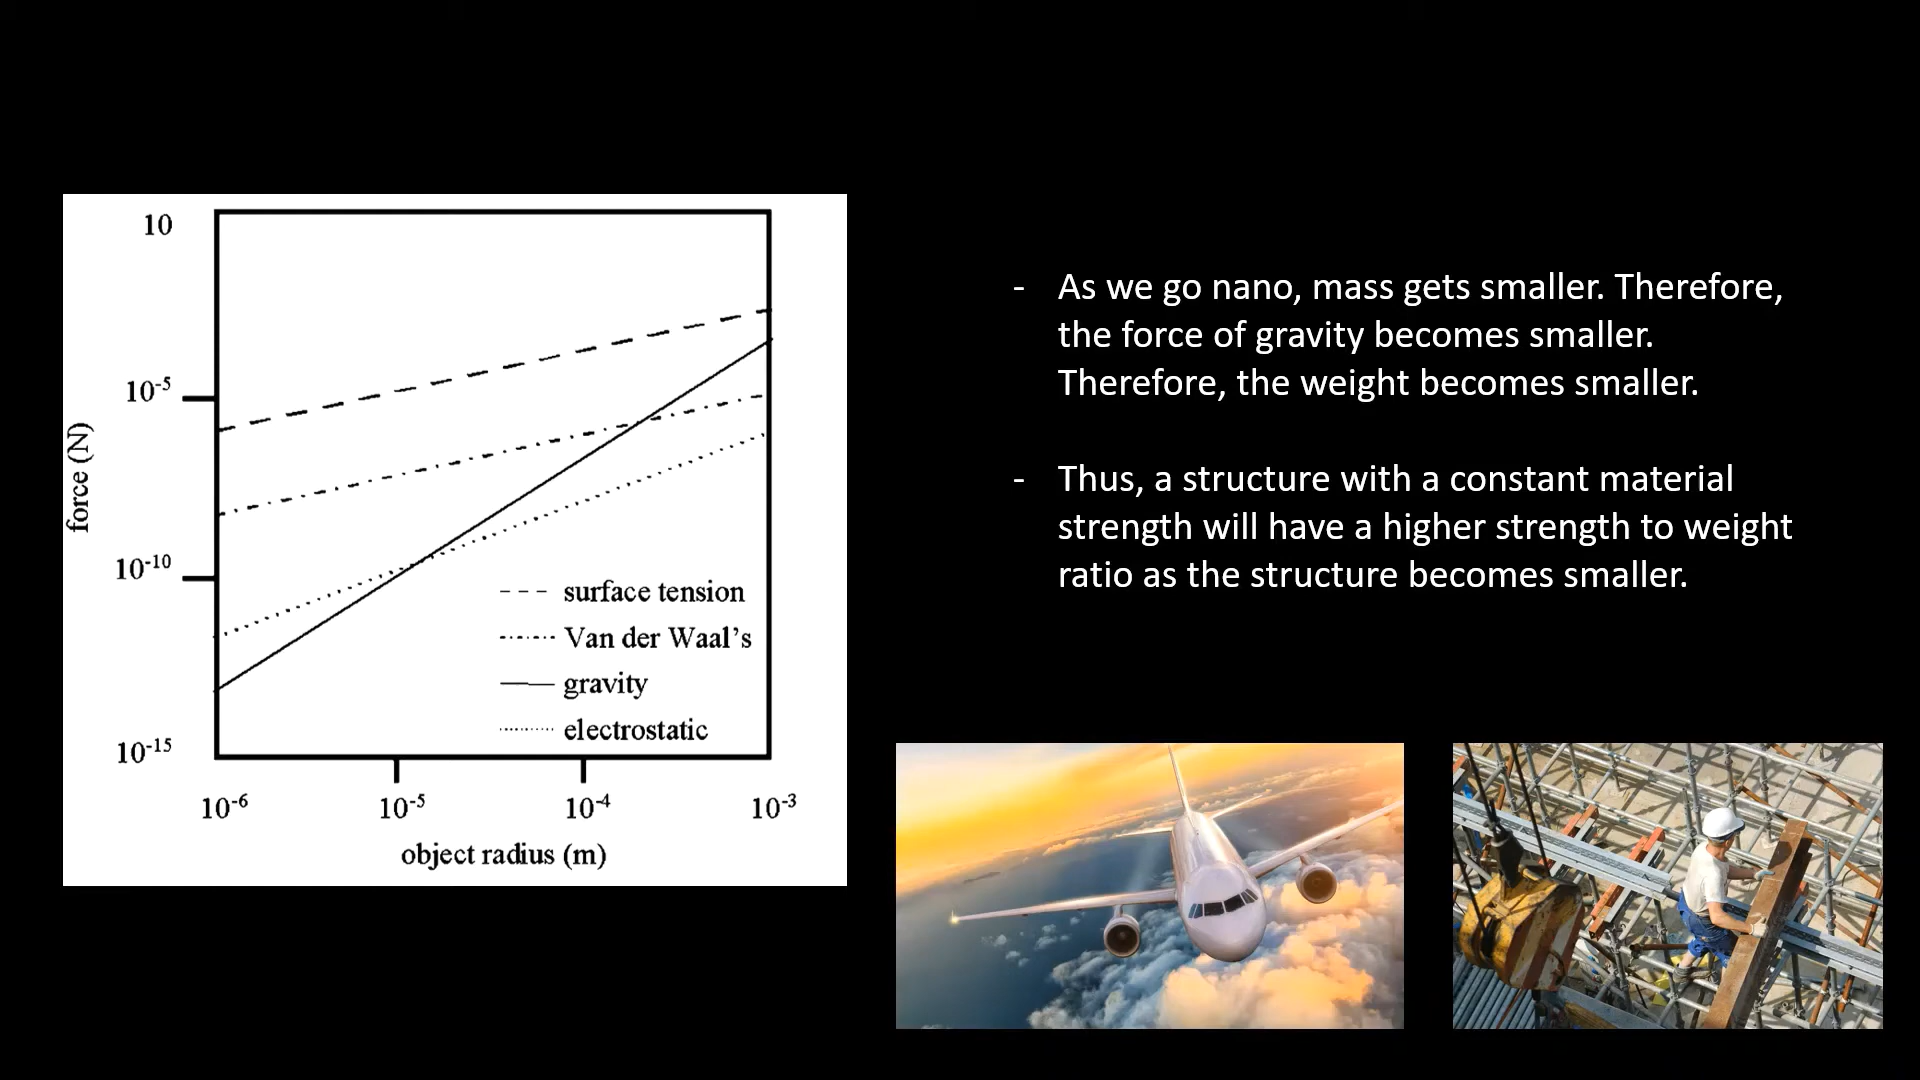 10
10-5
10-10
10-15
force (N)
surface tension
Van der Waal's
gravity
electrostatic
10-6 10-5 10-4 10-3
object radius (m)
- As we go nano, mass gets smaller. Therefore,
the force of gravity becomes smaller.
Therefore, the weight becomes smaller.
- Thus, a structure with a constant material
strength will have a higher strength to weight
ratio as the structure becomes smaller.